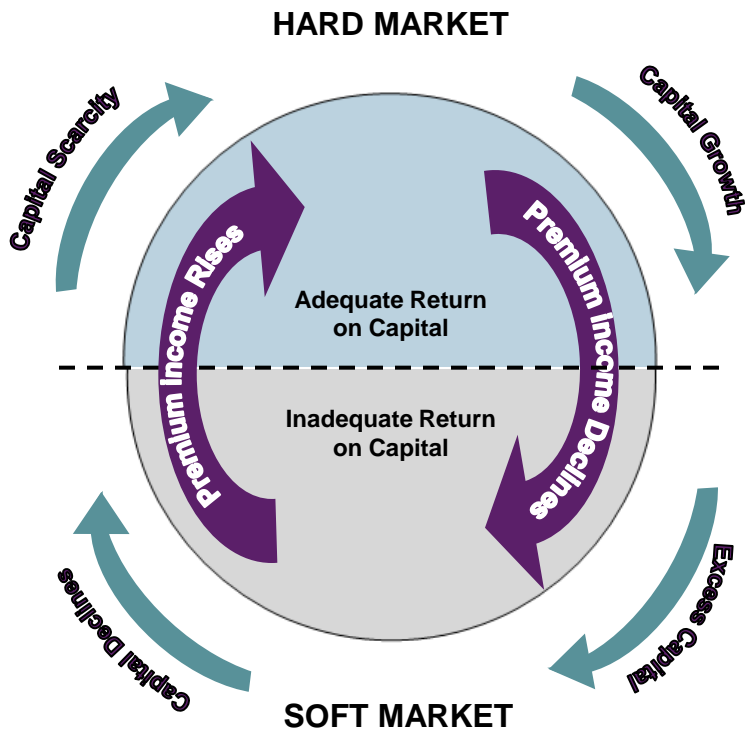 HARD MARKET
Capital Scarcity
Capital Growth
Premium Income Rises
Premium Income Declines
Adequate Return
on Capital
Inadequate Return
on Capital
Capital Declines
Excess Capital
SOFT MARKET